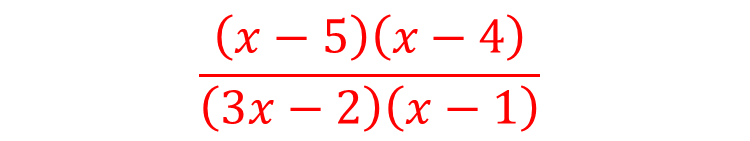 (x − 5)(x − 4)
(3x − 2)(x − 1)